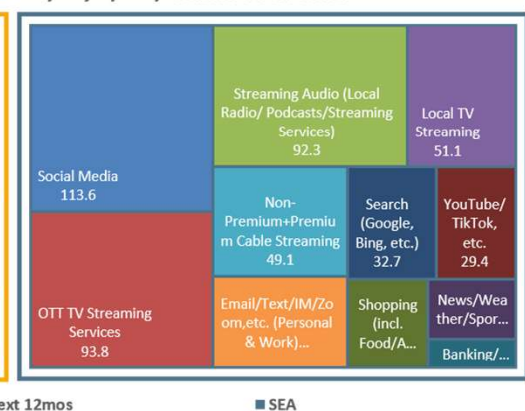 Social Media
113.6
OTT TV Streaming
Services
93.8
Streaming Audio (Local
Radio/ Podcasts/Streaming
Services)
92.3
Local TV
Streaming
51.1
Non-
Premium+Premiu
m Cable Streaming
49.1
Search
(Google,
Bing, etc.)
32.7
YouTube/
TikTok,
etc.
29.4
Email/Text/IM/Zo
om,etc. (Personal
& Work)...
Shopping
(incl.
Food/A...
News/Wea
ther/Spor...
Banking/...
ext 12mos
SEA